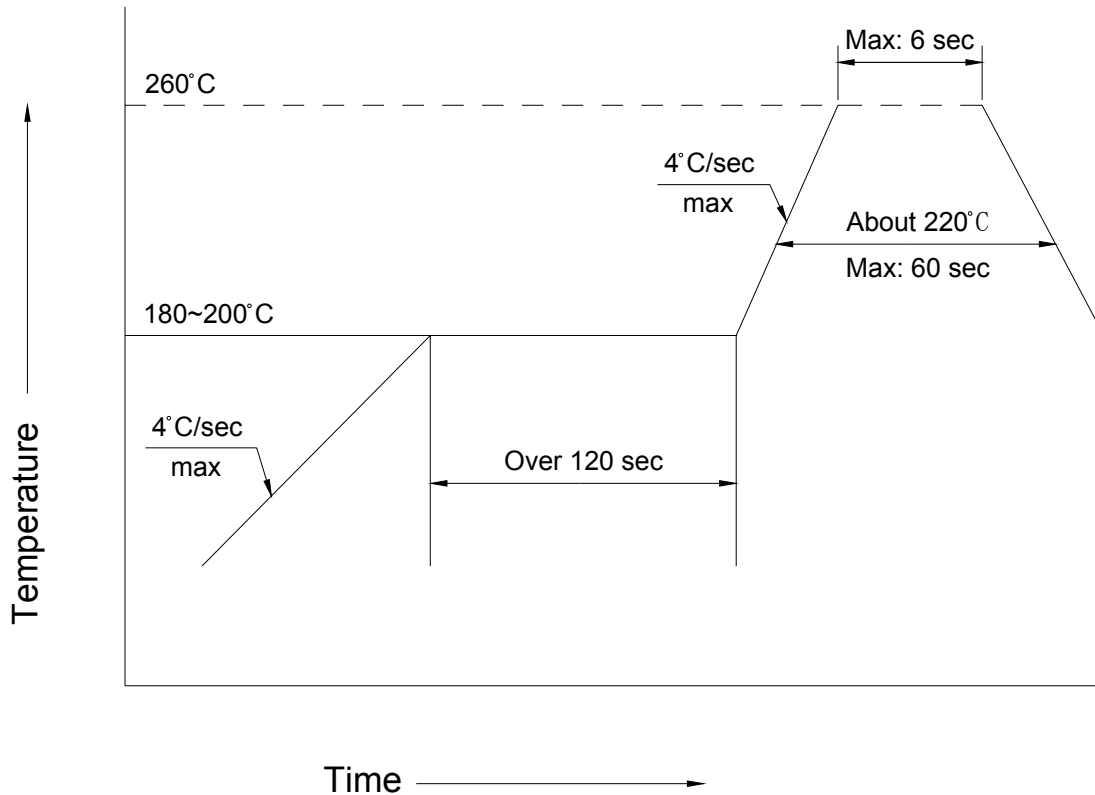 Max: 6 sec
260°C
4°C/sec
max
About 220°C
Max: 60 sec
180~200°C
4°C/sec
max
Over 120 sec
Temperature
Time